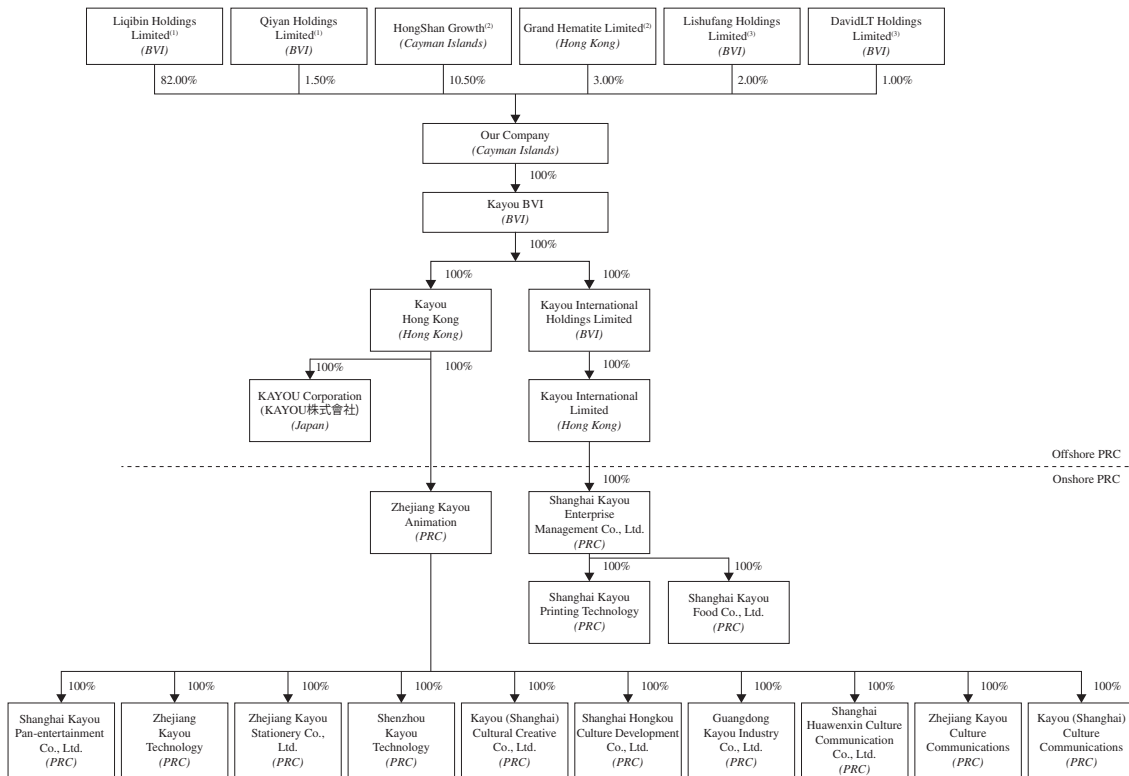 Liqibin Holdings
Limited(1)
(BVI)
Qiyan Holdings
Limited(1)
(BVI)
HongShan Growth(2)
(Cayman Islands)
Grand Hematite Limited(2)
(Hong Kong)
Lishufang Holdings
Limited(3)
(BVI)
DavidLT Holdings
Limited(3)
(BVI)
82.00%
1.50%
10.50%
3.00%
2.00%
1.00%
Our Company
(Cayman Islands)
100%
Kayou BVI
(BVI)
100%
100%
100%
Kayou
Hong Kong
(Hong Kong)
Kayou International
Holdings Limited
(BVI)
100%
100%
100%
KAYOU Corporation
(KAYOU株式會社)
(Japan)
Kayou International
Limited
(Hong Kong)
Offshore PRC
Onshore PRC
100%
Zhejiang Kayou
Animation
(PRC)
Shanghai Kayou
Enterprise
Management Co., Ltd.
(PRC)
100%
100%
Shanghai Kayou
Printing Technology
(PRC)
Shanghai Kayou
Food Co., Ltd.
(PRC)
100%
100%
100%
100%
100%
100%
100%
100%
100%
100%
Shanghai Kayou
Pan-entertainment
Co., Ltd.
(PRC)
Zhejiang
Kayou
Technology
(PRC)
Zhejiang Kayou
Stationery Co.,
Ltd.
(PRC)
Shenzhou
Kayou
Technology
(PRC)
Kayou (Shanghai)
Cultural Creative
Co., Ltd.
(PRC)
Shanghai Hongkou
Culture Development
Co., Ltd.
(PRC)
Guangdong
Kayou Industry
Co., Ltd.
(PRC)
Shanghai
Huawenxin Culture
Communication
Co., Ltd.
(PRC)
Zhejiang Kayou
Culture
Communications
(PRC)
Kayou (Shanghai)
Culture
Communications
(PRC)